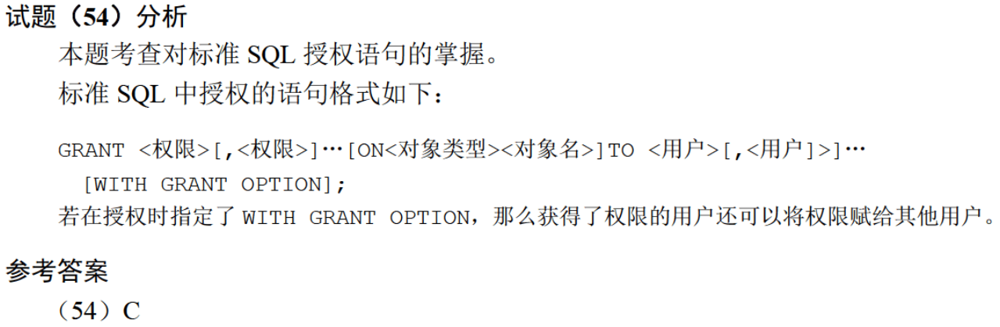 试题（54）分析
本题考查对标准 SQL 授权语句的掌握。
标准 SQL 中授权的语句格式如下：
GRANT <权限>[,<权限>]…[ON<对象类型><对象名>]TO <用户>[,<用户]>]…
[WITH GRANT OPTION];
若在授权时指定了 WITH GRANT OPTION，那么获得了权限的用户还可以将权限赋给其他用户。
参考答案
（54）C